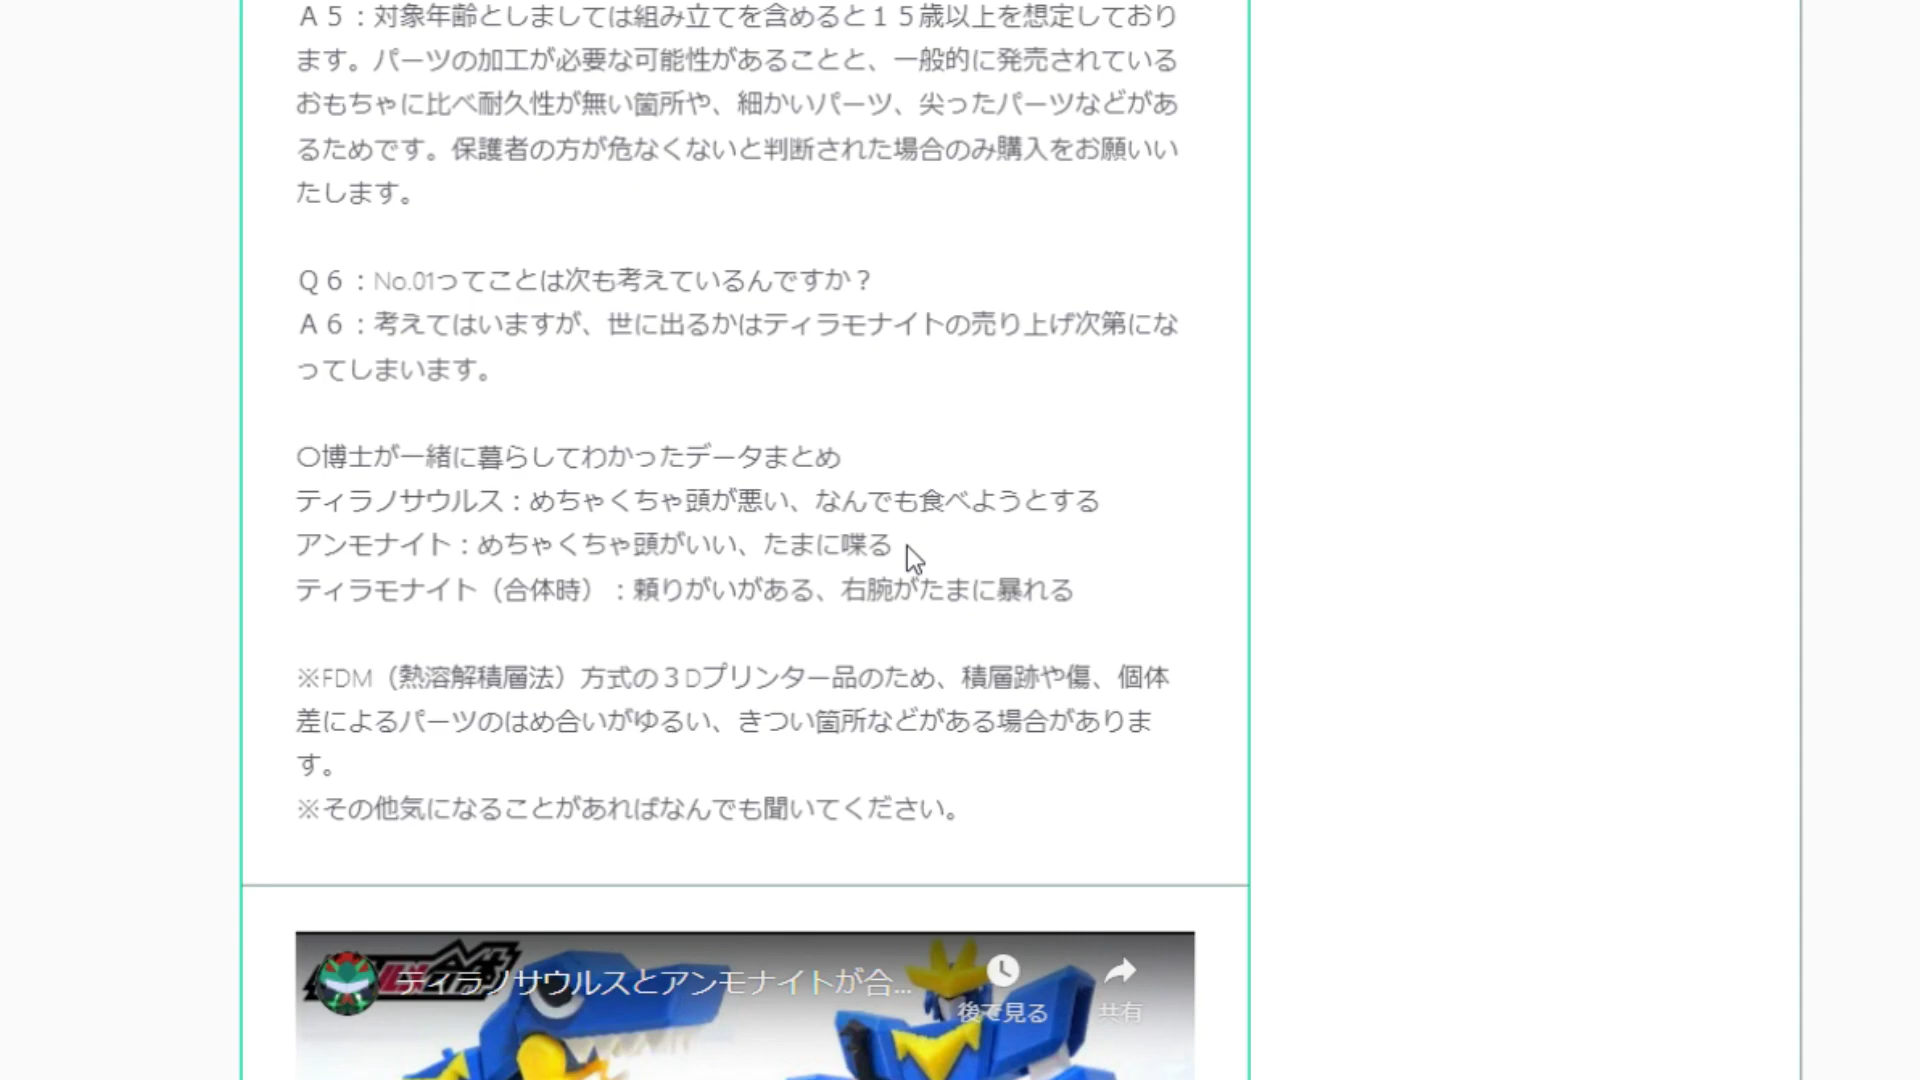 Ａ５：対象年齢としましては組み立てを含めると１５歳以上を想定しており
ます。パーツの加工が必要な可能性があることと、一般的に発売されている
おもちゃに比べ耐久性が無い箇所や、細かいパーツ、尖ったパーツなどがあ
るためです。保護者の方が危なくないと判断された場合のみ購入をお願いい
たします。
Ｑ６：No.01ってことは次も考えているんですか？
Ａ６：考えてはいますが、世に出るかはティラモナイトの売り上げ次第にな
ってしまいます。
〇博士が一緒に暮らしてわかったデータまとめ
ティラノサウルス：めちゃくちゃ頭が悪い、なんでも食べようとする
アンモナイト：めちゃくちゃ頭がいい、たまに喋る
ティラモナイト（合体時）：頼りがいがある、右腕がたまに暴れる
※FDM（熱溶解積層法）方式の３Dプリンター品のため、積層跡や傷、個体
差によるパーツのはめ合いがゆるい、きつい箇所などがある場合がありま
す。
※その他気になることがあればなんでも聞いてください。
ティラノサウルスとアンモナイトが合...
後で見る
共有